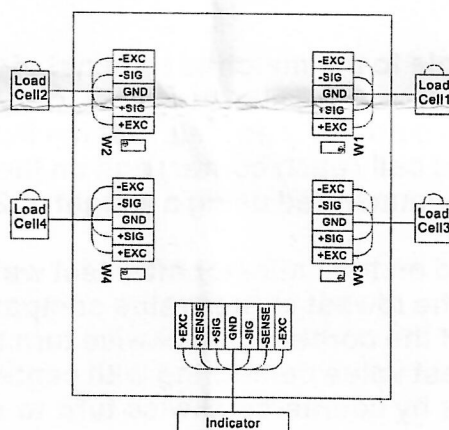 -EXC
-SIG
GND
+SIG
+EXC
W2
Load
Cell2
-EXC
-SIG
GND
+SIG
+EXC
W1
Load
Cell1
-EXC
-SIG
GND
+SIG
+EXC
W4
Load
Cell4
-EXC
-SIG
GND
+SIG
+EXC
W3
Load
Cell3
+EXC
+SENSE
+SIG
GND
-SIG
-SENSE
-EXC
Indicator